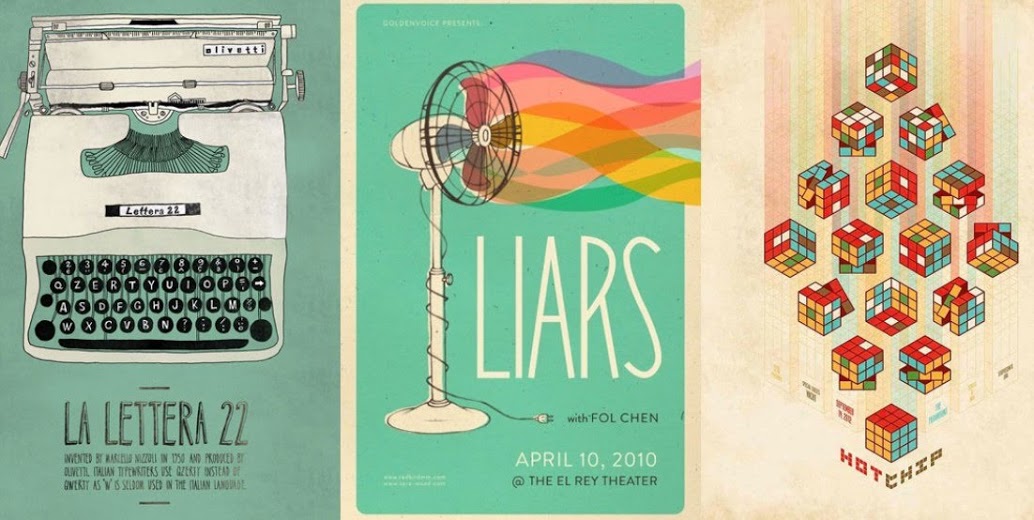 olivetti
Lettera 22
2 3 4 5 6 7 8 9 0 +
Q Z E R T Y U I O P
A S D F G H J K L M
W X C V B N
LA LETTERA 22
INVENTED BY MARCELLO NIZZOLI IN 1950 AND PRODUCED BY
OLIVETTI, ITALIAN TYPEWRITERS USE QZERTY INSTEAD OF
QWERTY AS 'W' IS SELDOM USED IN THE ITALIAN LANGUAGE.
GOLDENVOICE PRESENTS:
LIARS
with FOL CHEN
APRIL 10, 2010
@ THE EL REY THEATER
SEPTEMBER
HOT CHIP